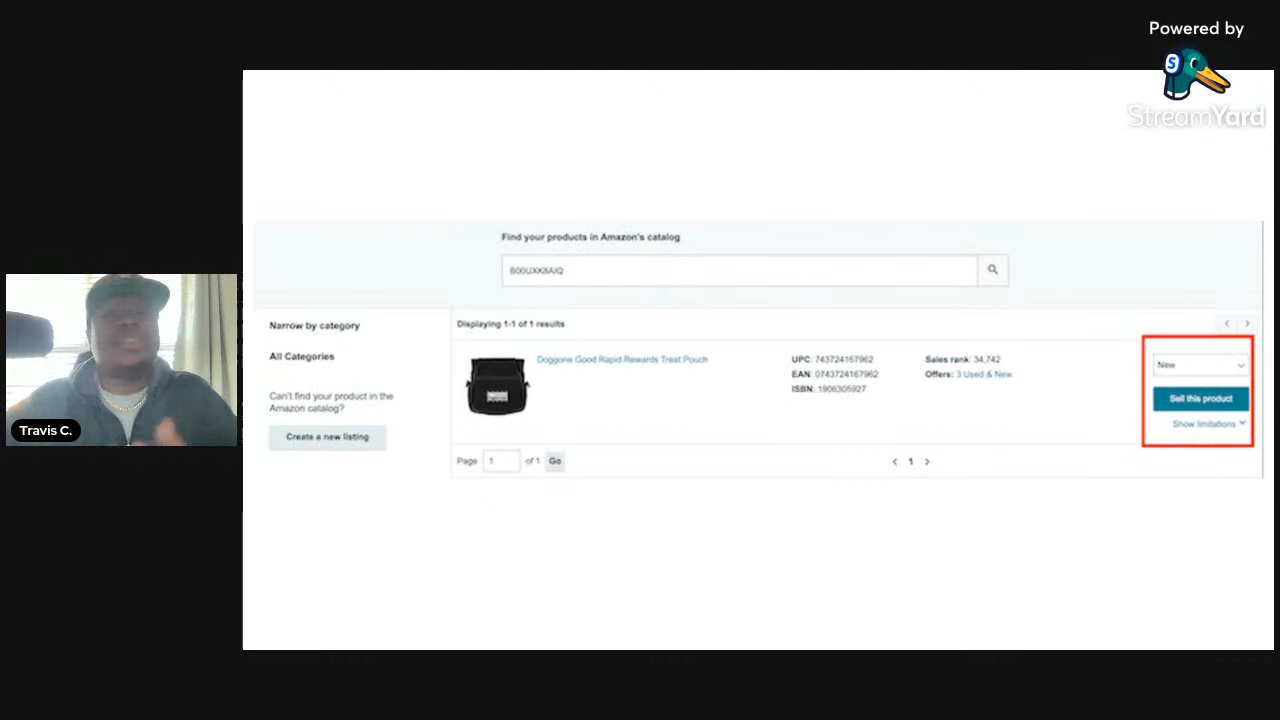 Powered by
S
StreamYard
Find your products in Amazon's catalog
Narrow by category
Displaying 1-1 of 1 results
All Categories
Doggone Good Rapid Rewards Treat Pouch
UPC: 743724167962
EAN: 0743724167962
ISBN: 1906305927
Sales rank: 34,742
Offers: 3 Used & New
New
Sell this product
Show limitations
Can't find your product in the
Amazon catalog?
Create a new listing
Page 1 of 1 Go
1
Travis C.